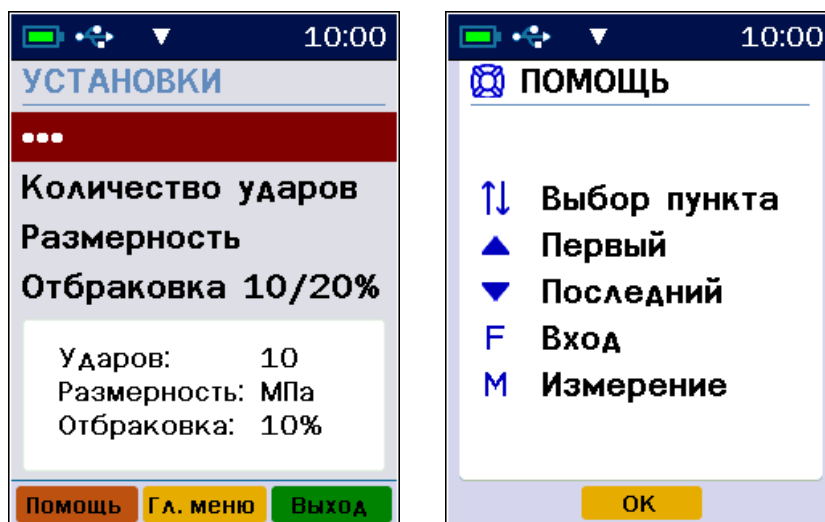 10:00
УСТАНОВКИ
...
Количество ударов
Размерность
Отбраковка 10/20%
Ударов: 10
Размерность: МПа
Отбраковка: 10%
Помощь Гл. меню Выход
10:00
ПОМОЩЬ
Выбор пункта
Первый
Последний
F Вход
M Измерение
OK